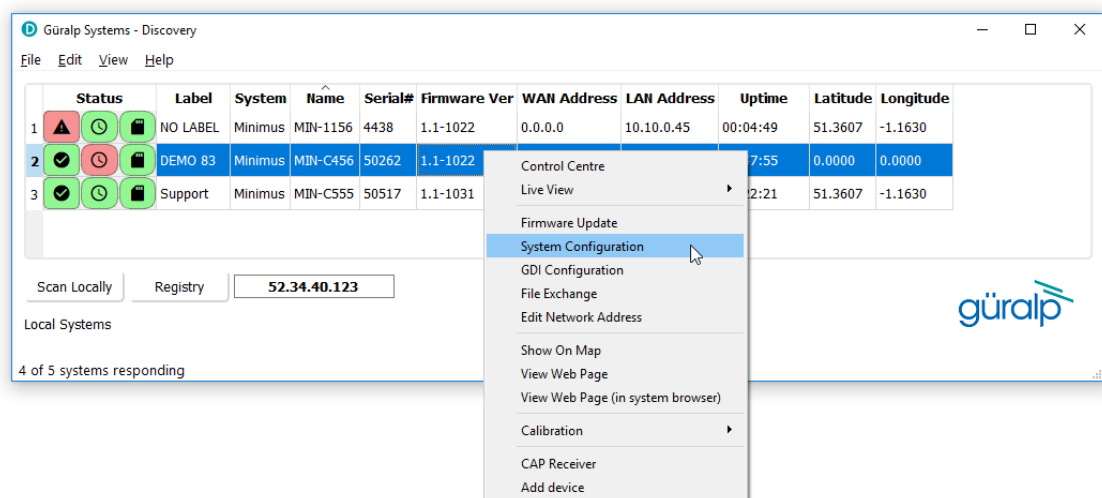 Güralp Systems - Discovery
File Edit View Help
Status Label System Name Serial# Firmware Ver WAN Address LAN Address Uptime Latitude Longitude
1 NO LABEL Minimus MIN-1156 4438 1.1-1022 0.0.0.0 10.10.0.45 00:04:49 51.3607 -1.1630
2 DEMO 83 Minimus MIN-C456 50262 1.1-1022 7:55 0.0000 0.0000
3 Support Minimus MIN-C555 50517 1.1-1031 2:21 51.3607 -1.1630
Control Centre
Live View
Firmware Update
System Configuration
GDI Configuration
File Exchange
Edit Network Address
Show On Map
View Web Page
View Web Page (in system browser)
Calibration
CAP Receiver
Add device
Scan Locally Registry 52.34.40.123
güralp
Local Systems
4 of 5 systems responding